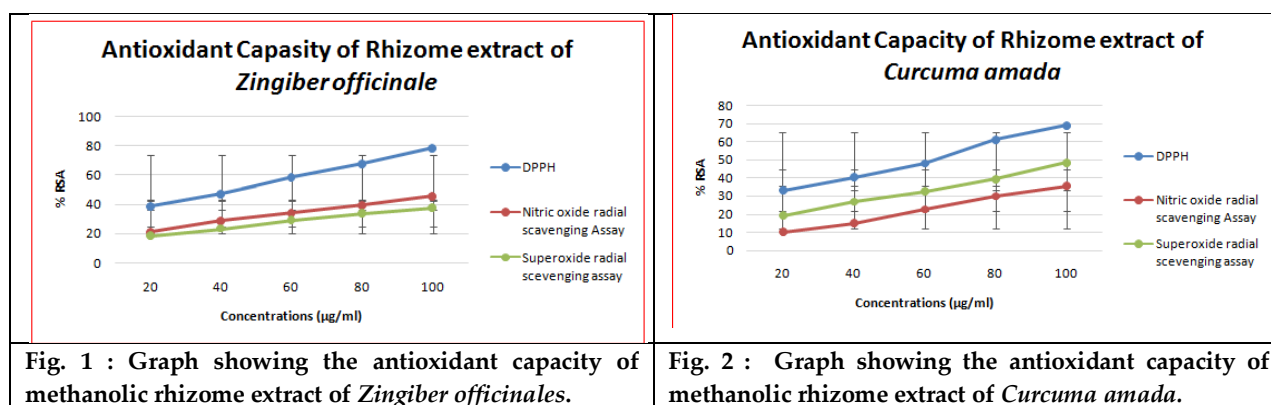 Antioxidant Capasity of Rhizome extract of
Zingiber officinale
100
80
60
40
20
0
% RSA
20 40 60 80 100
Concentrations (µg/ml)
DPPH
Nitric oxide radial
scavenging Assay
Superoxide radial
scevenging assay
Fig. 1 : Graph showing the antioxidant capacity of
methanolic rhizome extract of Zingiber officinales.
Antioxidant Capacity of Rhizome extract of
Curcuma amada
80
70
60
50
40
30
20
10
0
% RSA
20 40 60 80 100
Concentrations (µg/ml)
DPPH
Nitric oxide radial
scavenging Assay
Superoxide radial
scevenging assay
Fig. 2 : Graph showing the antioxidant capacity of
methanolic rhizome extract of Curcuma amada.